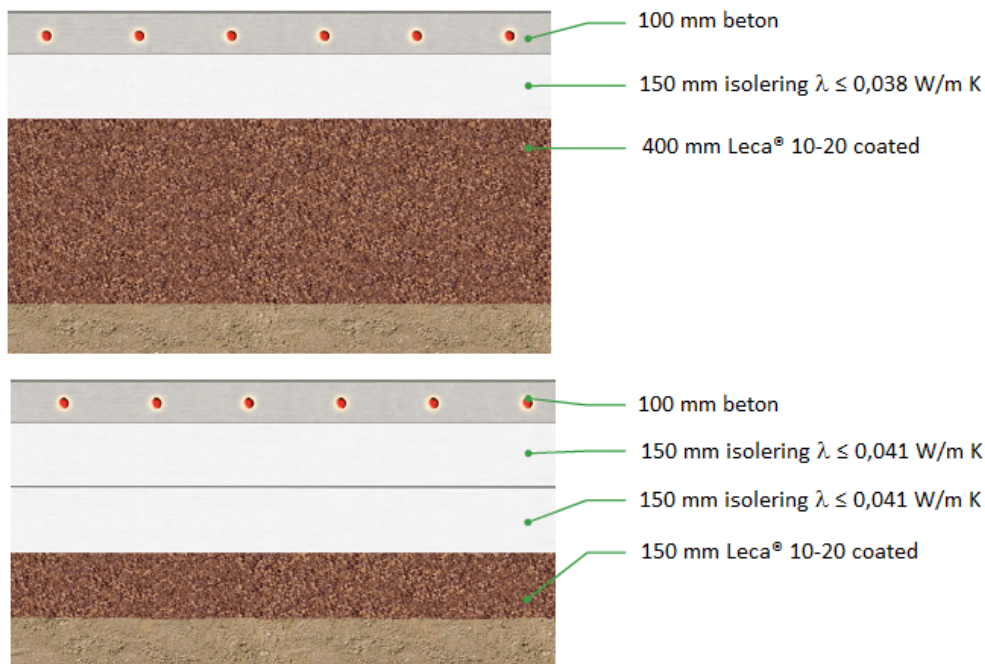 100 mm beton
150 mm isolering λ ≤ 0,038 W/m K
400 mm Leca® 10-20 coated
100 mm beton
150 mm isolering λ ≤ 0,041 W/m K
150 mm isolering λ ≤ 0,041 W/m K
150 mm Leca® 10-20 coated